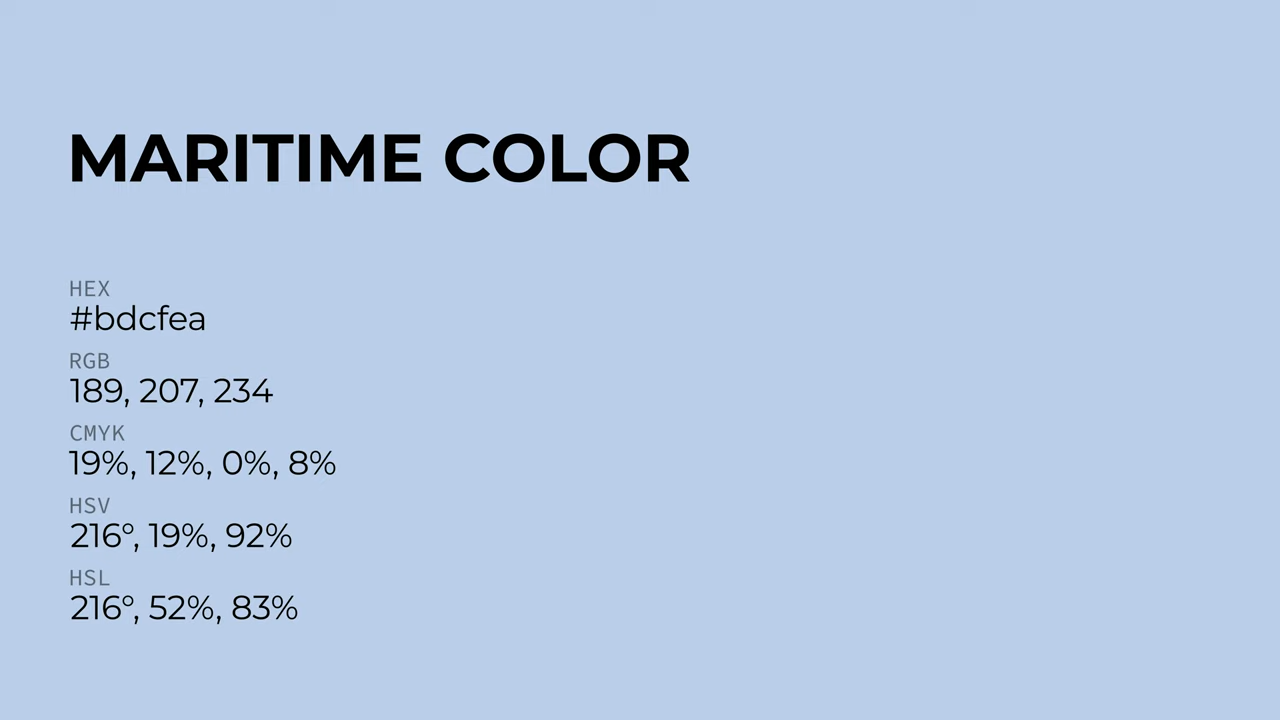 MARITIME COLOR
HEX
#bdcfea
RGB
189, 207, 234
CMYK
19%, 12%, 0%, 8%
HSV
216°, 19%, 92%
HSL
216°, 52%, 83%